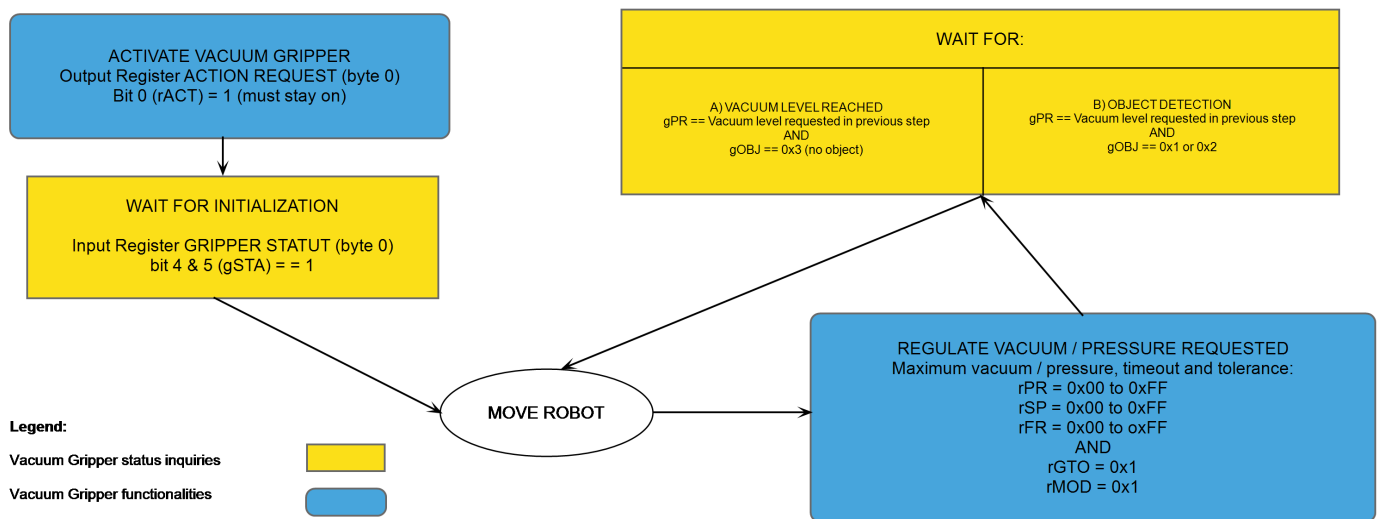 ACTIVATE VACUUM GRIPPER
Output Register ACTION REQUEST (byte 0)
Bit 0 (rACT) = 1 (must stay on)
WAIT FOR INITIALIZATION
Input Register GRIPPER STATUT (byte 0)
bit 4 & 5 (gSTA) = = 1
WAIT FOR:
A) VACUUM LEVEL REACHED
gPR == Vacuum level requested in previous step
AND
gOBJ == 0x3 (no object)
B) OBJECT DETECTION
gPR == Vacuum level requested in previous step
AND
gOBJ == 0x1 or 0x2
MOVE ROBOT
REGULATE VACUUM / PRESSURE REQUESTED
Maximum vacuum / pressure, timeout and tolerance:
rPR = 0x00 to 0xFF
rSP = 0x00 to 0xFF
rFR = 0x00 to oxFF
AND
rGTO = 0x1
rMOD = 0x1
Legend:
Vacuum Gripper status inquiries
Vacuum Gripper functionalities